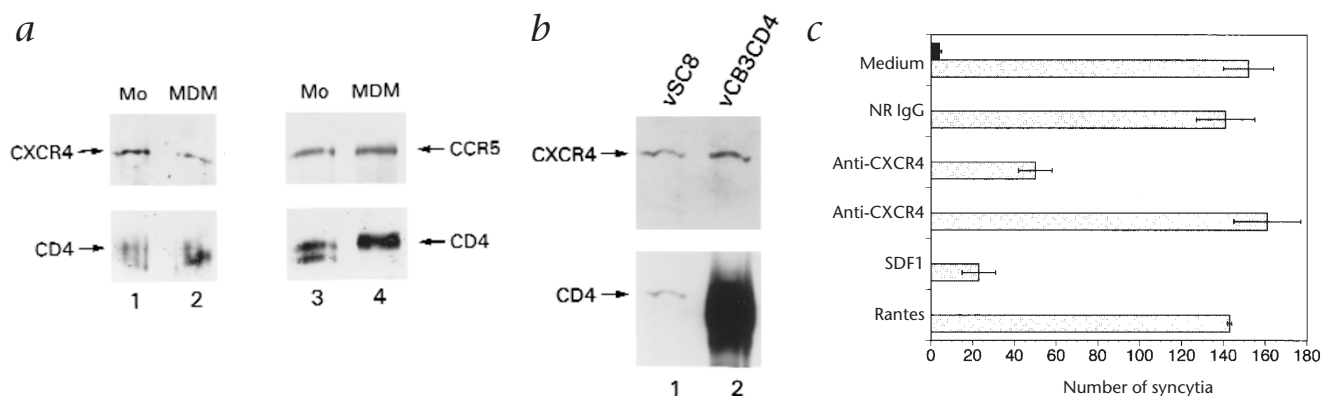 a
Mo MDM
CXCR4
CD4
1 2
Mo MDM
CCR5
CD4
3 4
b
vSC8 vCB3CD4
CXCR4
CD4
1 2
c
Medium
NR IgG
Anti-CXCR4
Anti-CXCR4
SDF1
Rantes
0 20 40 60 80 100 120 140 160 180
Number of syncytia